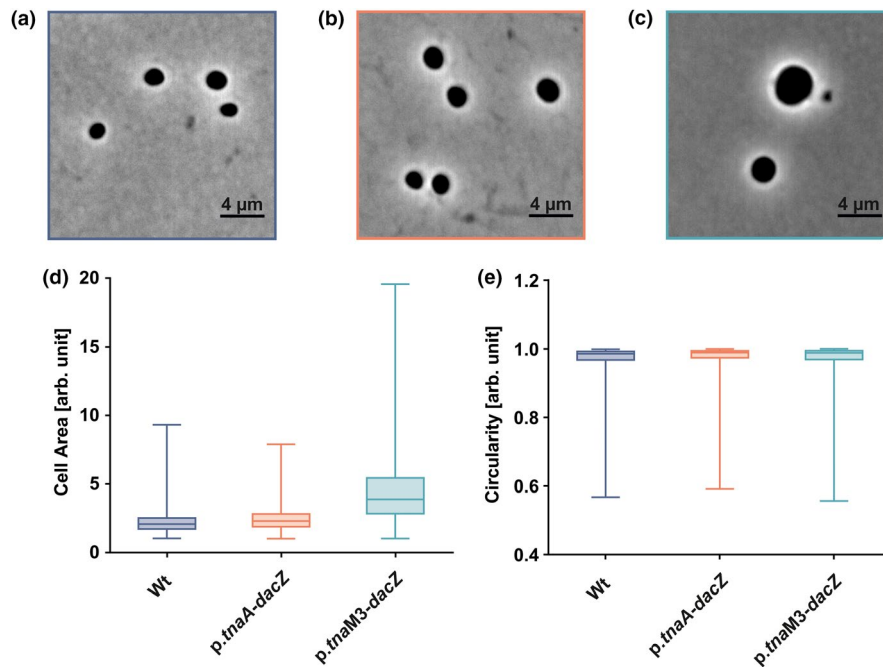 (a)
(b)
(c)
4 µm
4 µm
4 µm
(d)
Cell Area [arb. unit]
20
15
10
5
0
Wt
p.tnaA-dacZ
p.tnaM3-dacZ
(e)
Circularity [arb. unit]
1.2
1.0
0.8
0.6
0.4
Wt
p.tnaA-dacZ
p.tnaM3-dacZ